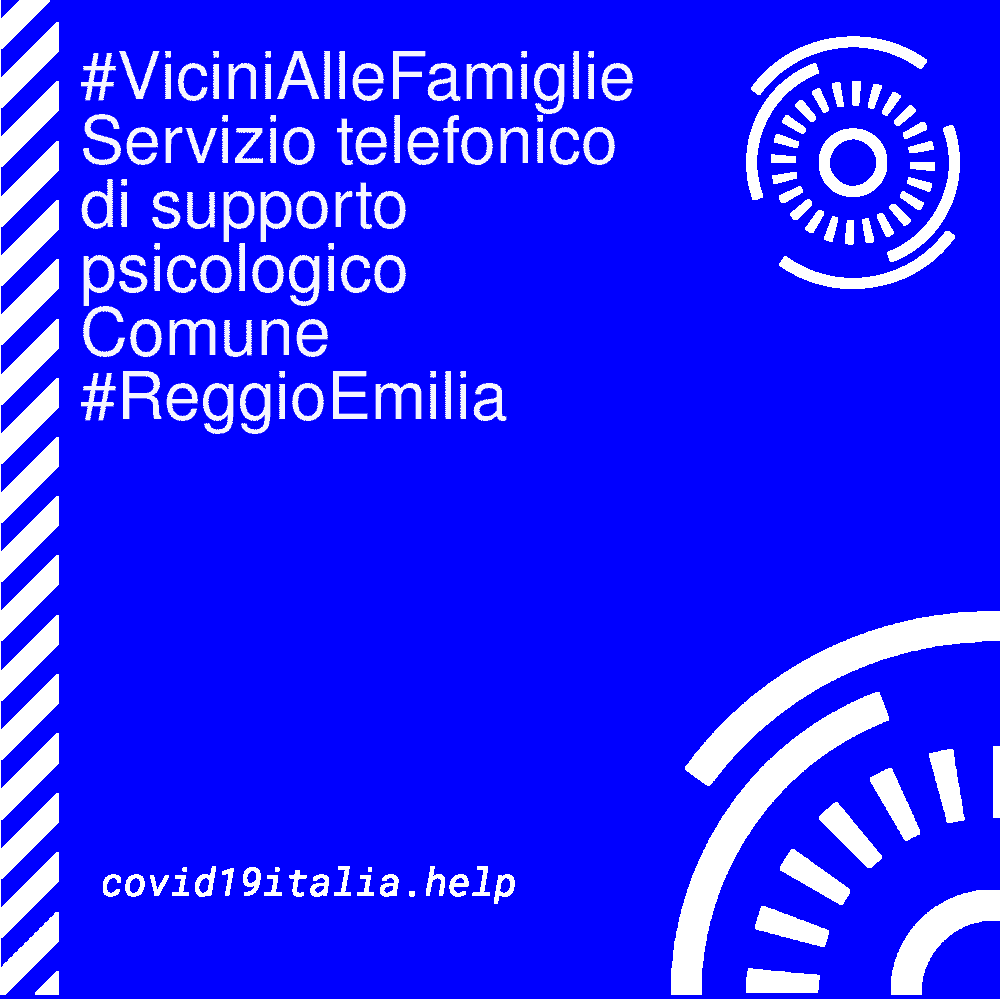 #ViciniAlleFamiglie
Servizio telefonico
di supporto
psicologico
Comune
#ReggioEmilia
covid19italia.help